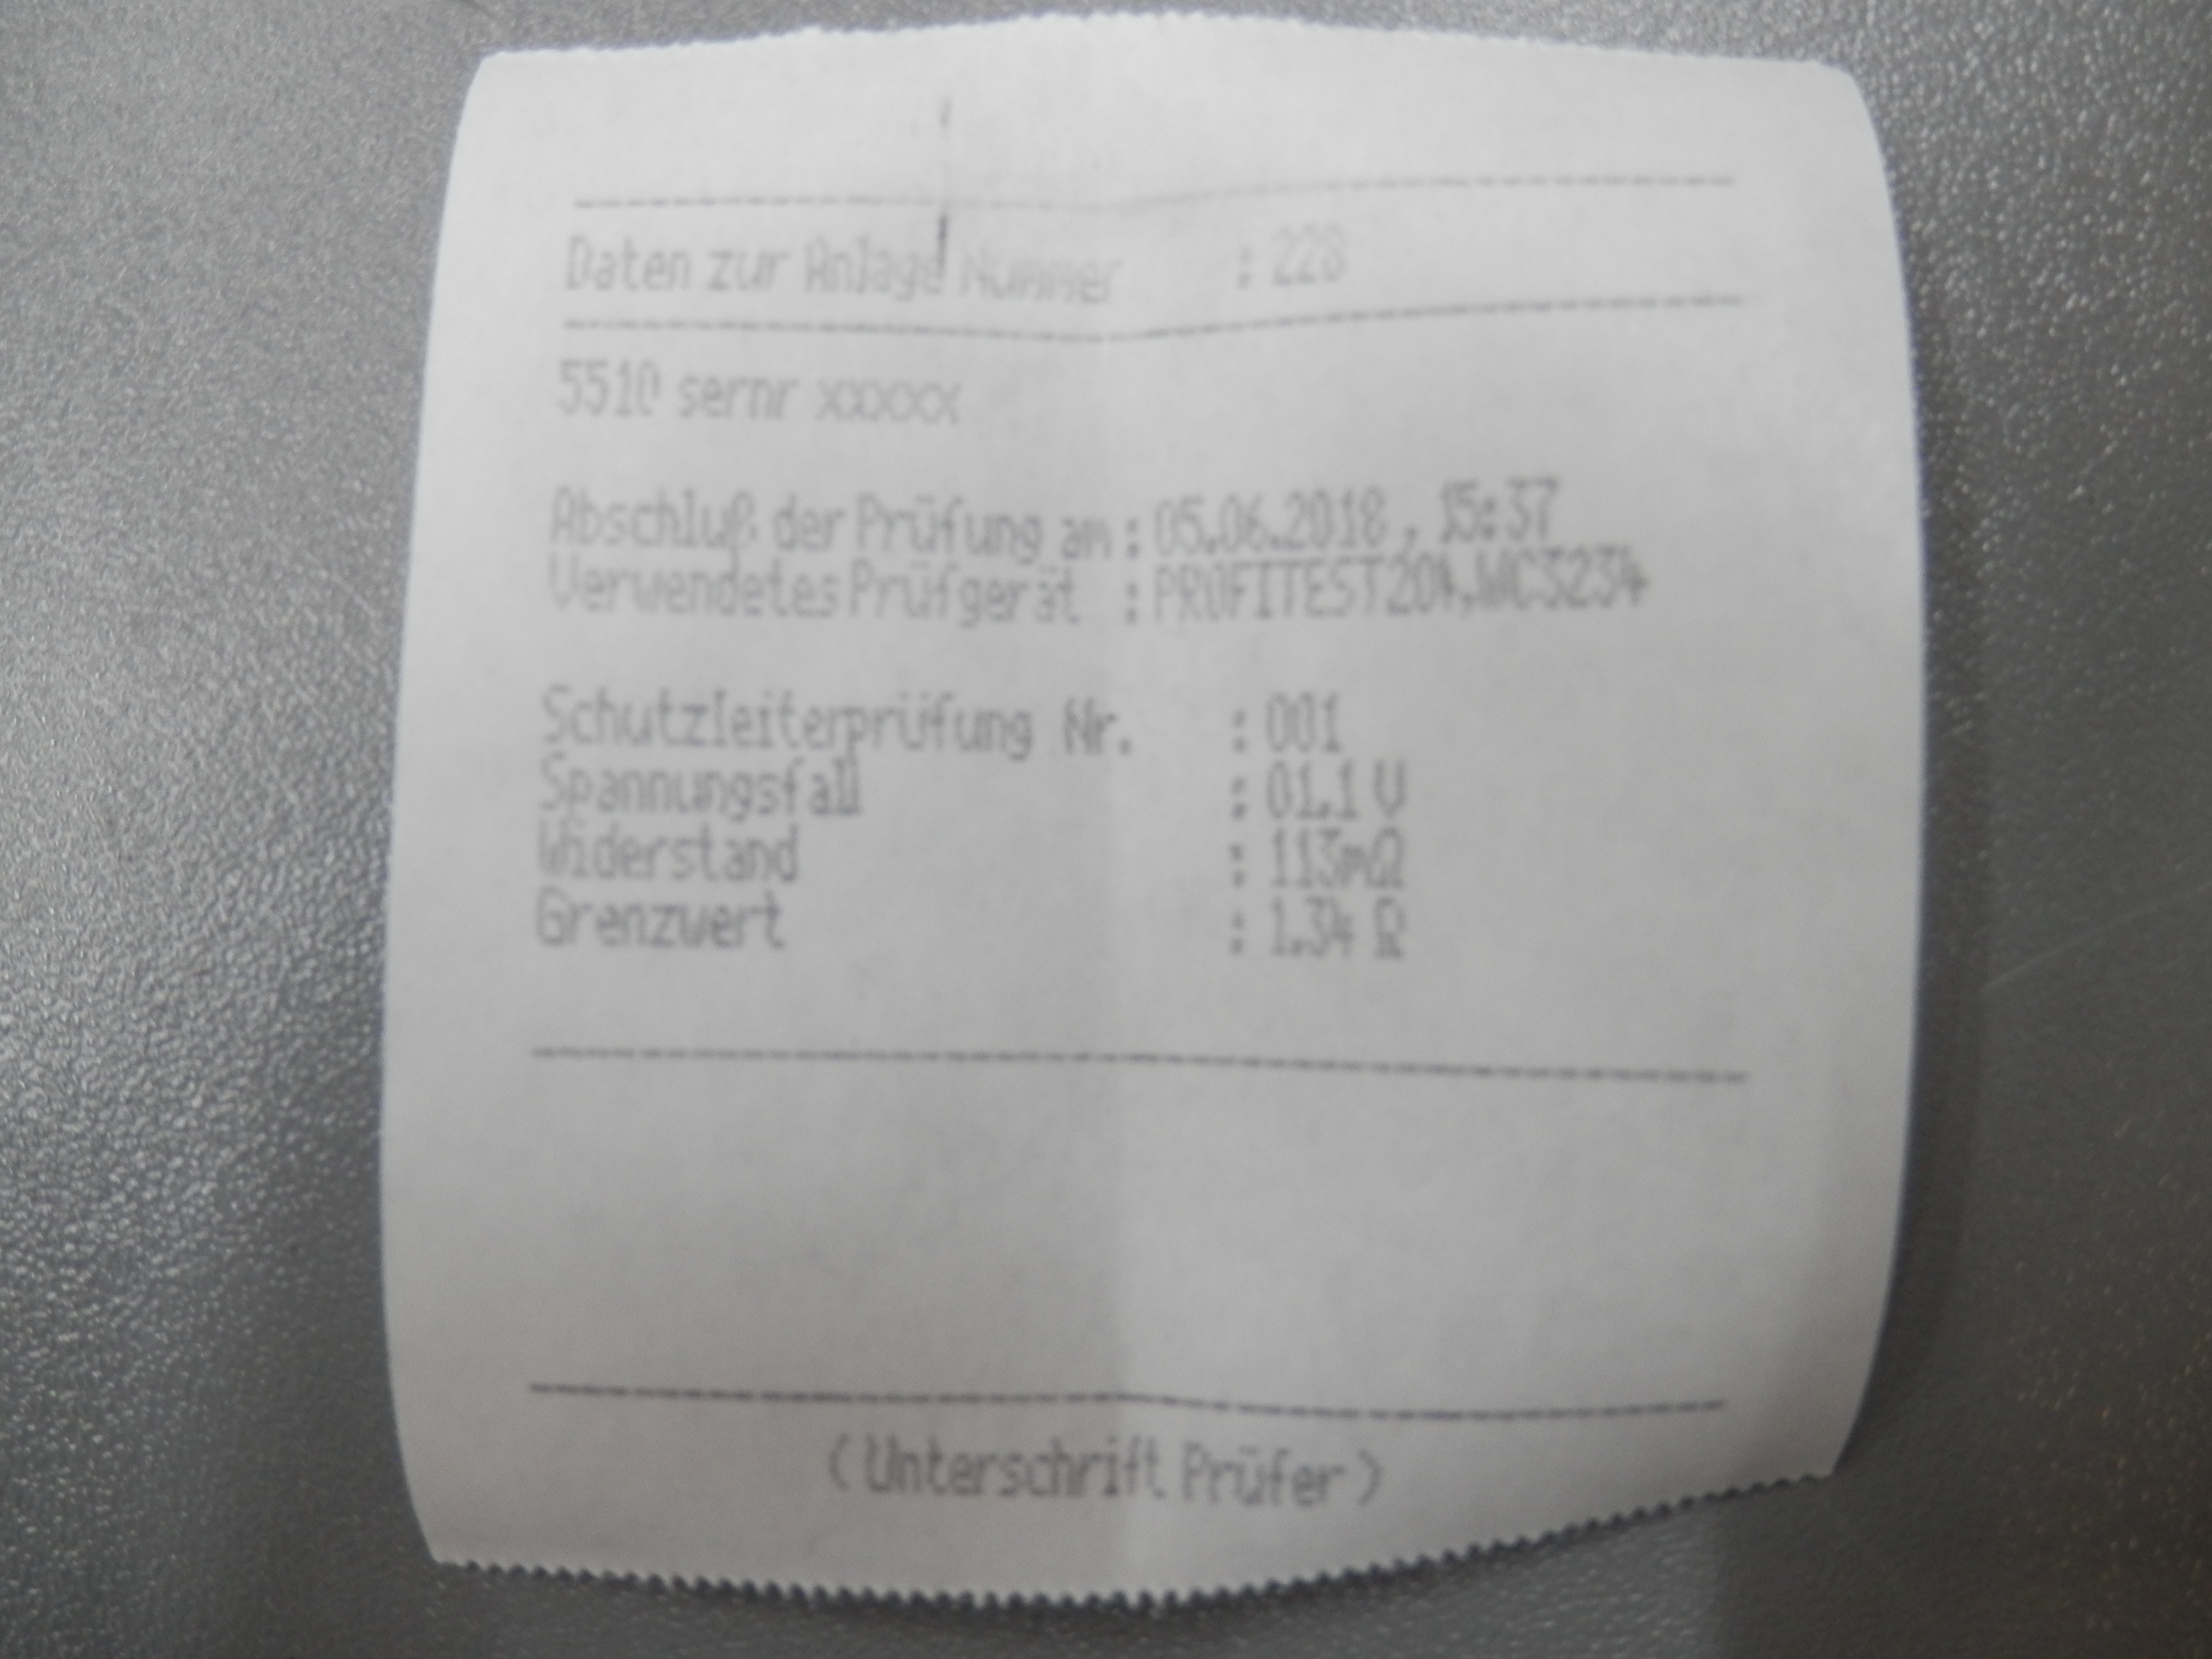 Daten zur Anlage Nummer : 228
5510 sernr xxxxx
Abschluß der Prüfung am : 05.06.2018 , 15:37
Verwendetes Prüfgerät : PROFITEST204,WC3234
Schutzleiterprüfung Nr. : 001
Spannungsfall : 01.1 V
Widerstand : 113mΩ
Grenzwert : 1.34 Ω
(Unterschrift Prüfer)